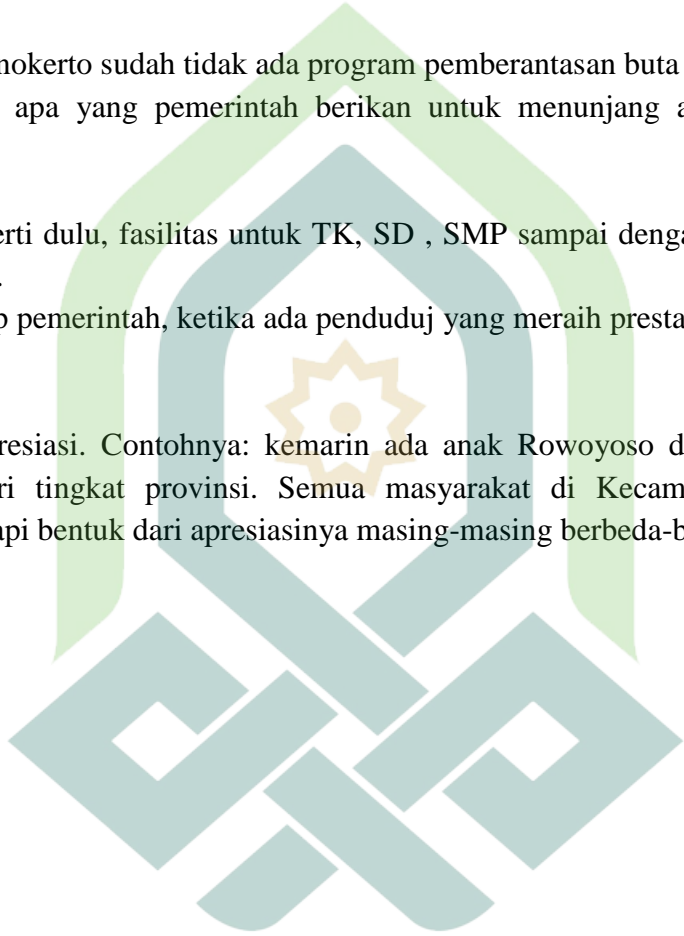 nokerto sudah tidak ada program pemberantasan buta
apa yang pemerintah berikan untuk menunjang a
erti dulu, fasilitas untuk TK, SD , SMP sampai denga
.
p pemerintah, ketika ada penduduj yang meraih presta
resiasi. Contohnya: kemarin ada anak Rowoyoso d
ri tingkat provinsi. Semua masyarakat di Kecam
api bentuk dari apresiasinya masing-masing berbeda-b